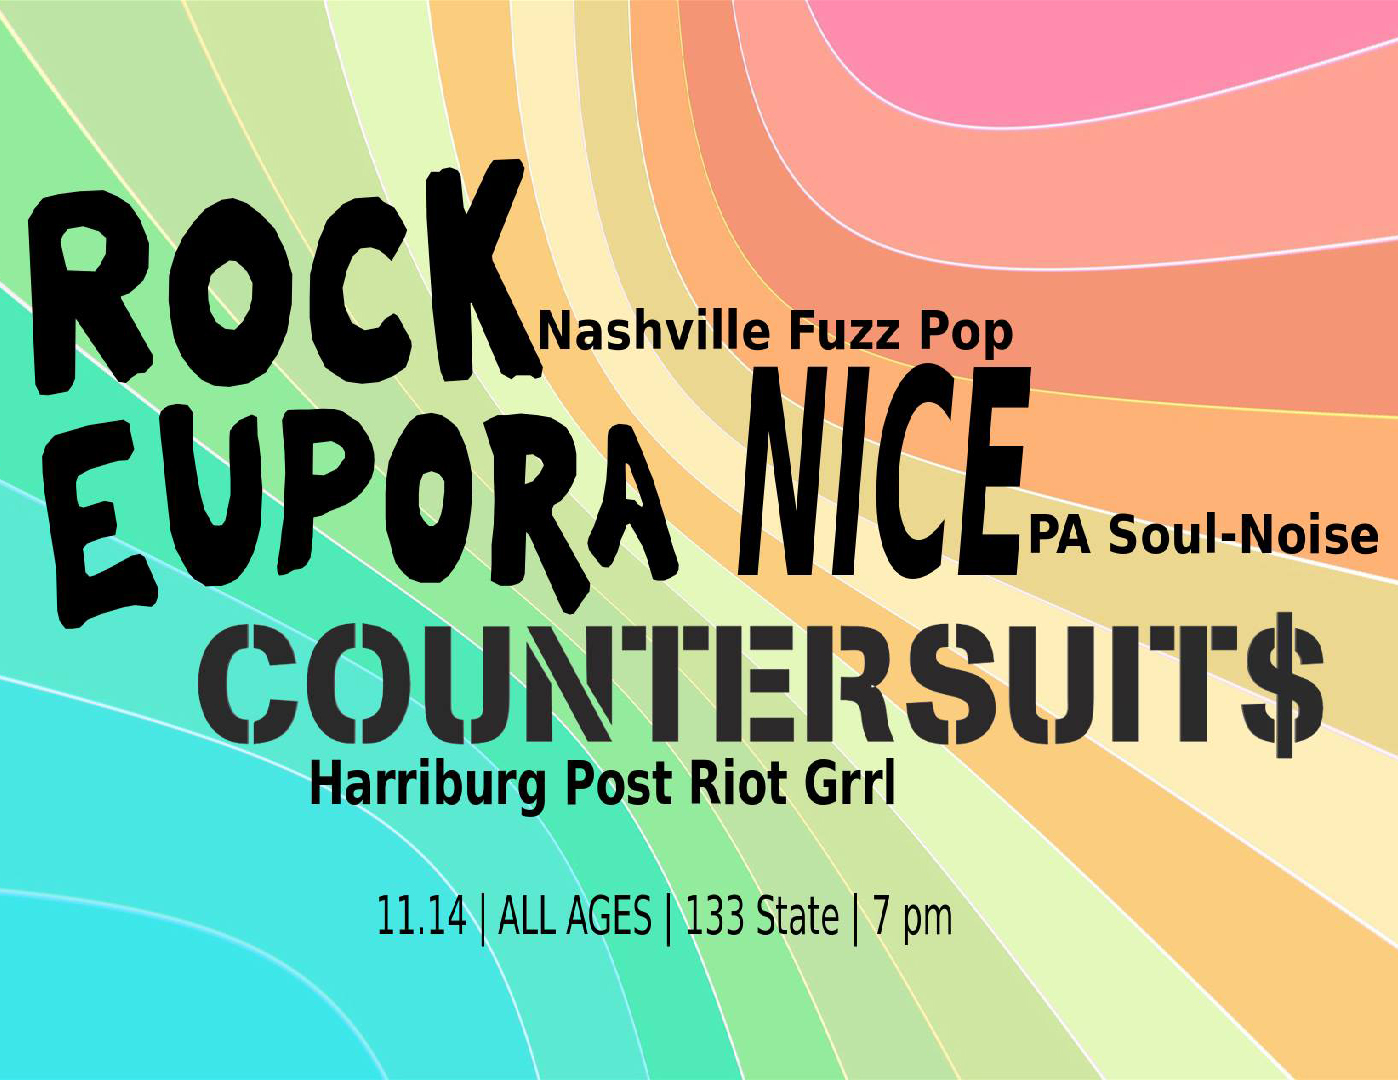 ROCK
EUPORA
Nashville Fuzz Pop
NICE
PA Soul-Noise
COUNTERSUIT$
Harriburg Post Riot Grrl
11.14 | ALL AGES | 133 State | 7 pm